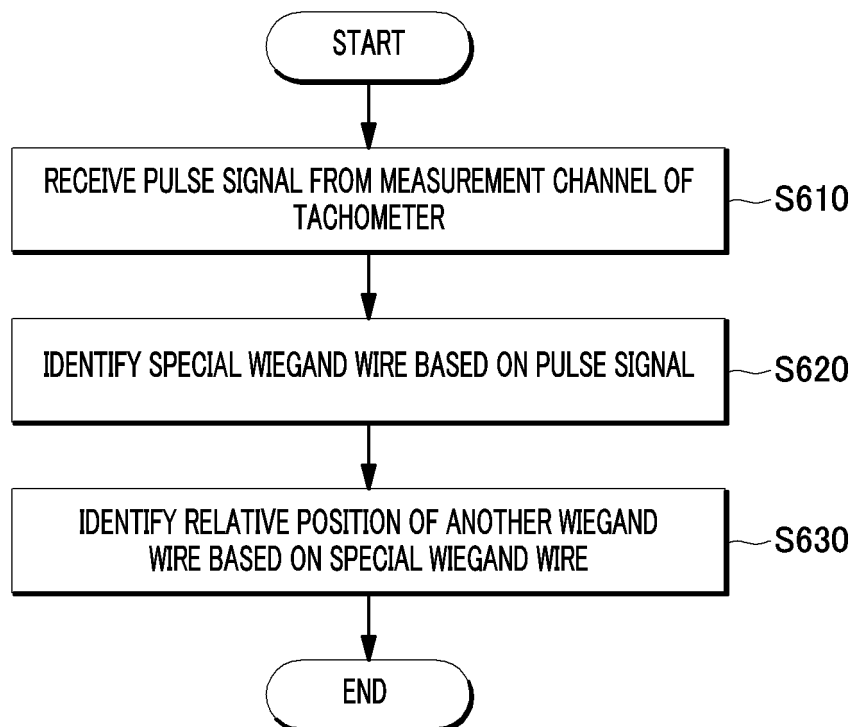 START
RECEIVE PULSE SIGNAL FROM MEASUREMENT CHANNEL OF
TACHOMETER
S610
IDENTIFY SPECIAL WIEGAND WIRE BASED ON PULSE SIGNAL
S620
IDENTIFY RELATIVE POSITION OF ANOTHER WIEGAND
WIRE BASED ON SPECIAL WIEGAND WIRE
S630
END